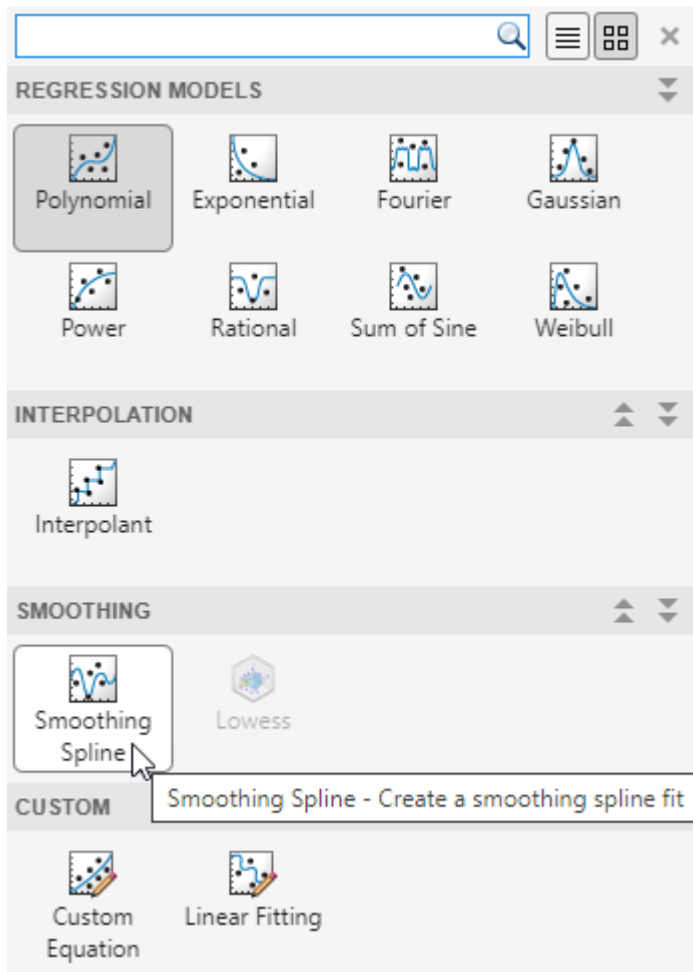 REGRESSION MODELS
Polynomial Exponential Fourier Gaussian
Power Rational Sum of Sine Weibull
INTERPOLATION
Interpolant
SMOOTHING
Smoothing Lowess
Spline
Smoothing Spline - Create a smoothing spline fit
CUSTOM
Custom Linear Fitting
Equation